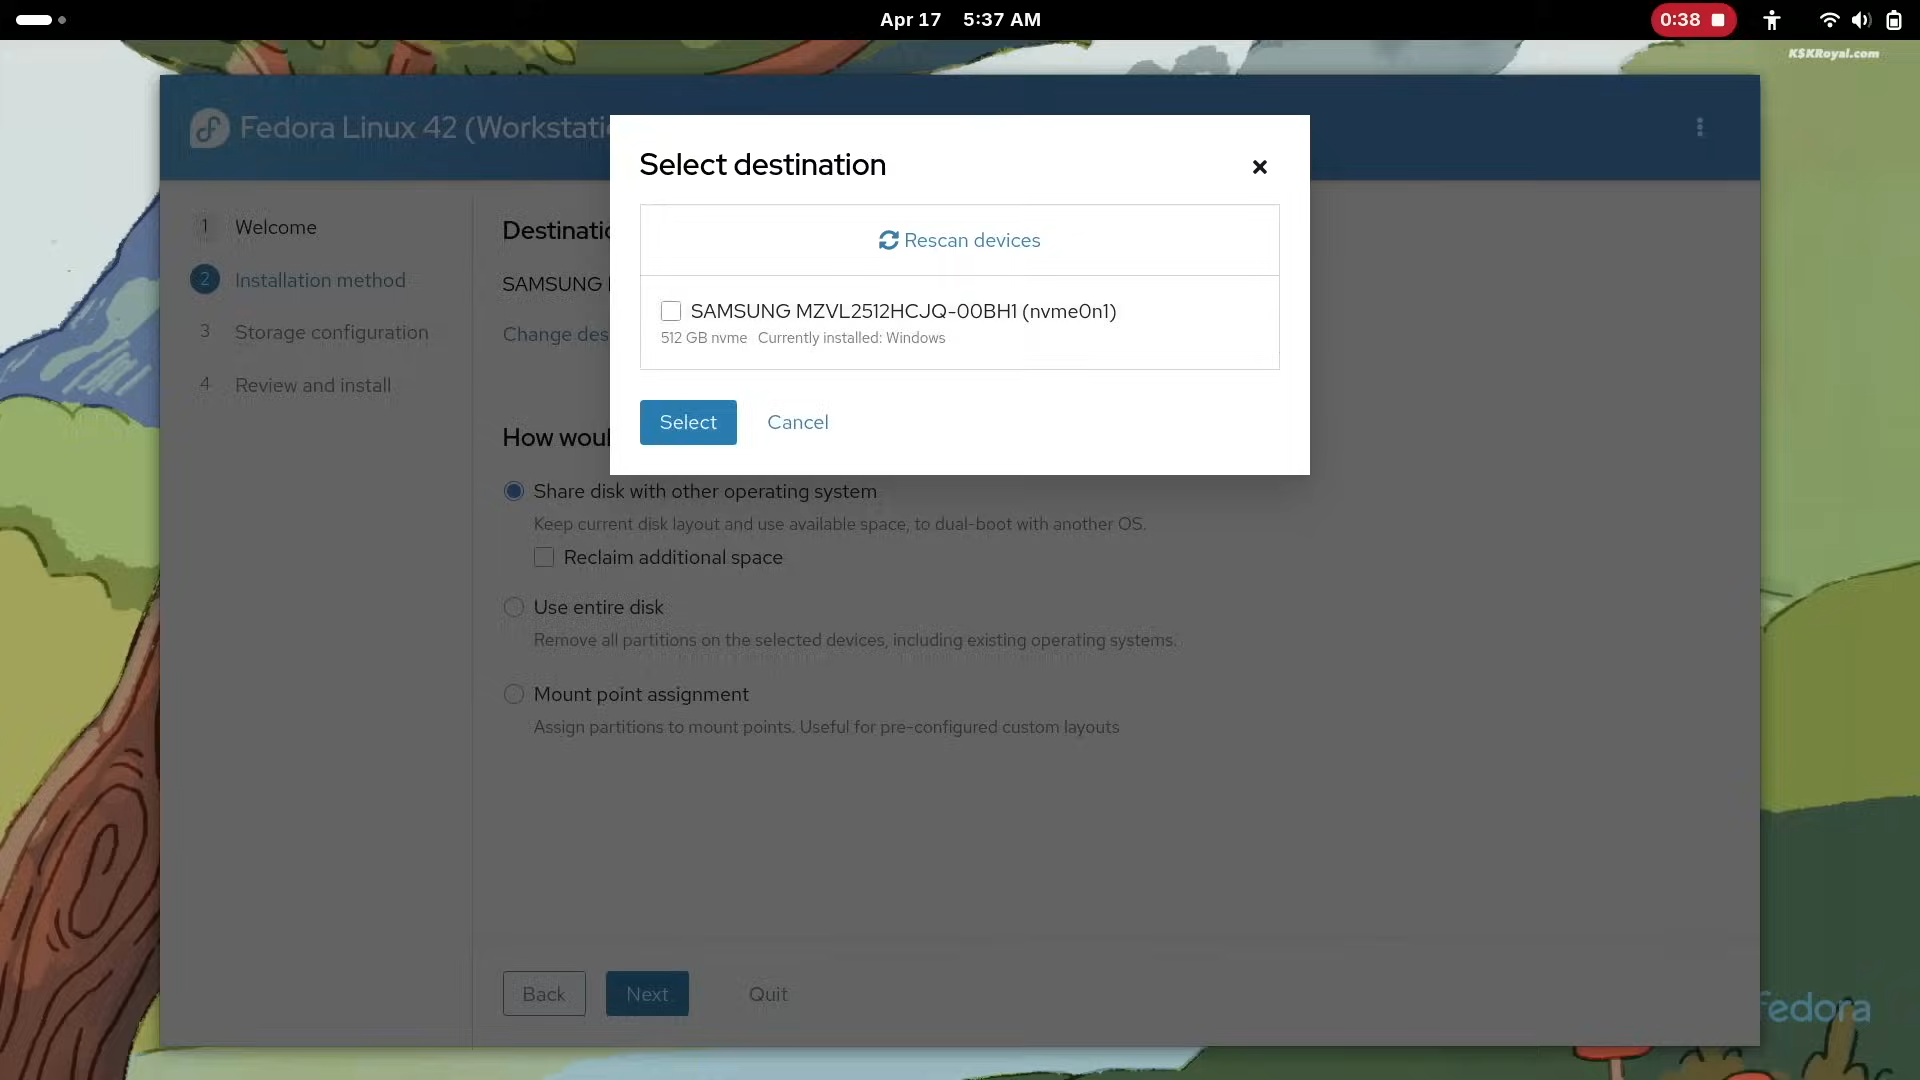 Apr 17 5:37 AM
0:38
KSKRoyal.com
Fedora Linux 42 (Workstatio
Select destination
Rescan devices
SAMSUNG MZVL2512HCJQ-00BH1 (nvme0n1)
512 GB nvme Currently installed: Windows
Select Cancel
1 Welcome
2 Installation method
3 Storage configuration
4 Review and install
Destinatio
SAMSUNG
Change des
How woul
Share disk with other operating system
Keep current disk layout and use available space, to dual-boot with another OS.
Reclaim additional space
Use entire disk
Remove all partitions on the selected devices, including existing operating systems.
Mount point assignment
Assign partitions to mount points. Useful for pre-configured custom layouts
Back Next Quit
fedora